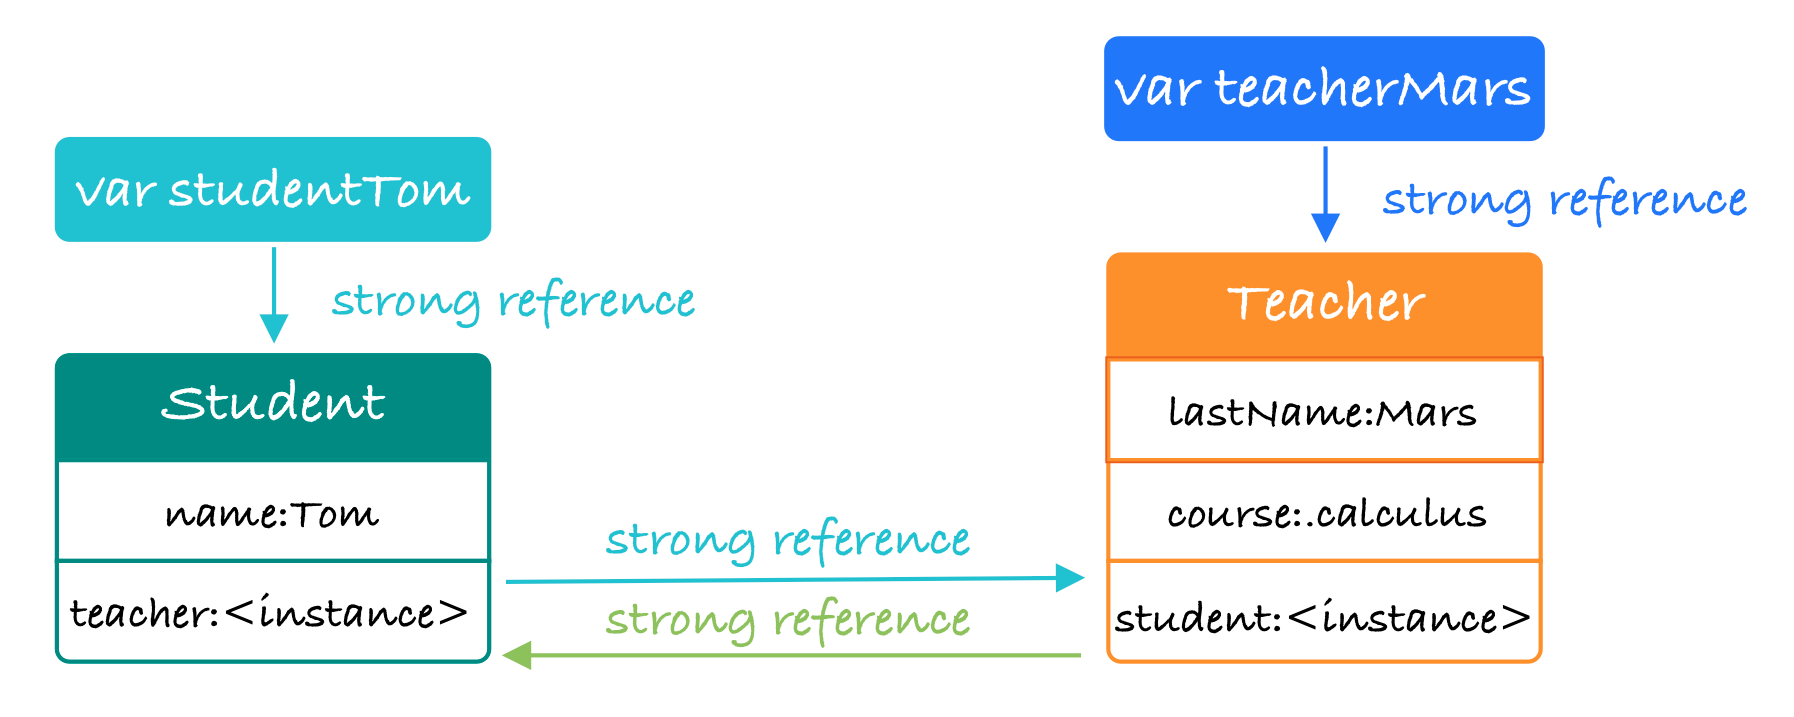 var teacherMars
var studentTom
strong reference
strong reference
Teacher
Student
lastName:Mars
name:Tom
course:.calculus
strong reference
teacher:<instance>
strong reference
student:<instance>